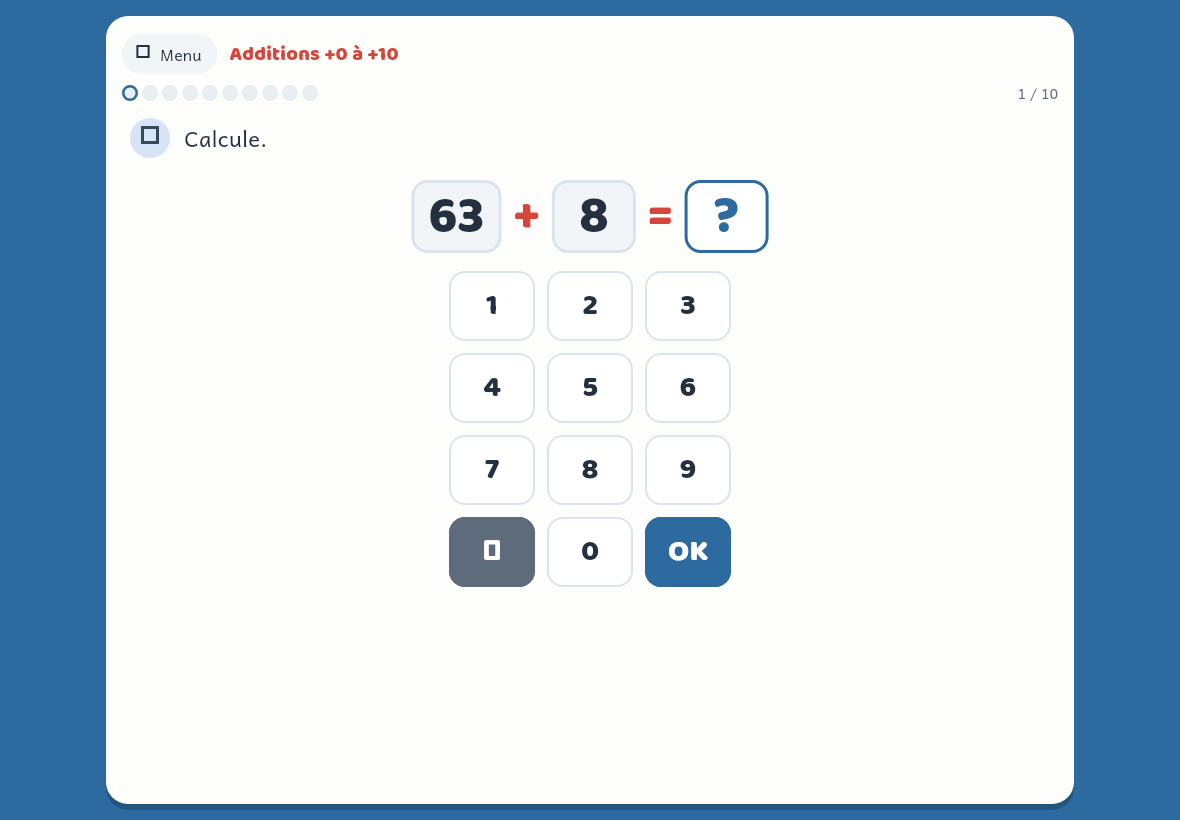 Menu
Additions +0 à +10
1 / 10
Calcule.
63 + 8 = ?
1 2 3
4 5 6
7 8 9
0 OK